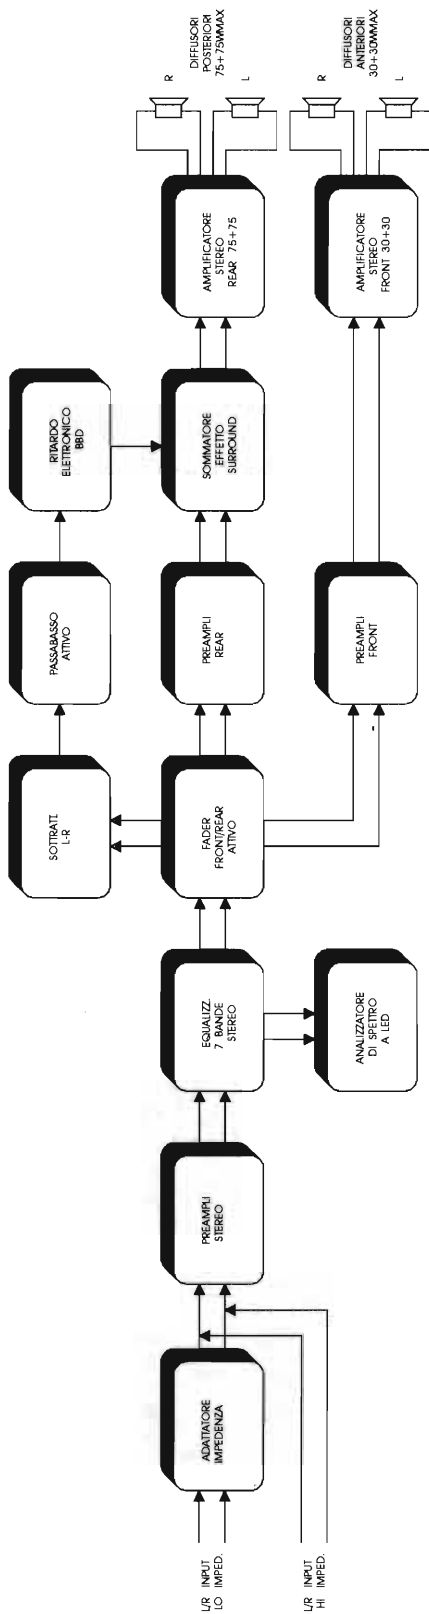 L/R INPUT
LO IMPED.
L/R INPUT
HI IMPED.
ADATTATORE
IMPEDENZA
PREAMPLI
STEREO
EQUALIZZ.
7 BANDE
STEREO
ANALIZZATORE
DI SPETTRO
A LED
SOTTRATT.
L-R
FADER
FRONT/REAR
ATTIVO
PASSABASSO
ATTIVO
PREAMPLI
REAR
PREAMPLI
FRONT
RITARDO
ELETTRONICO
BBD
SOMMATORE
EFFETTO
SURROUND
AMPLIFICATORE
STEREO
REAR 75+75
AMPLIFICATORE
STEREO
FRONT 30+30
R
L
DIFFUSORI
POSTERIORI
75+75WMAX
R
L
DIFFUSORI
ANTERIORI
30+30WMAX